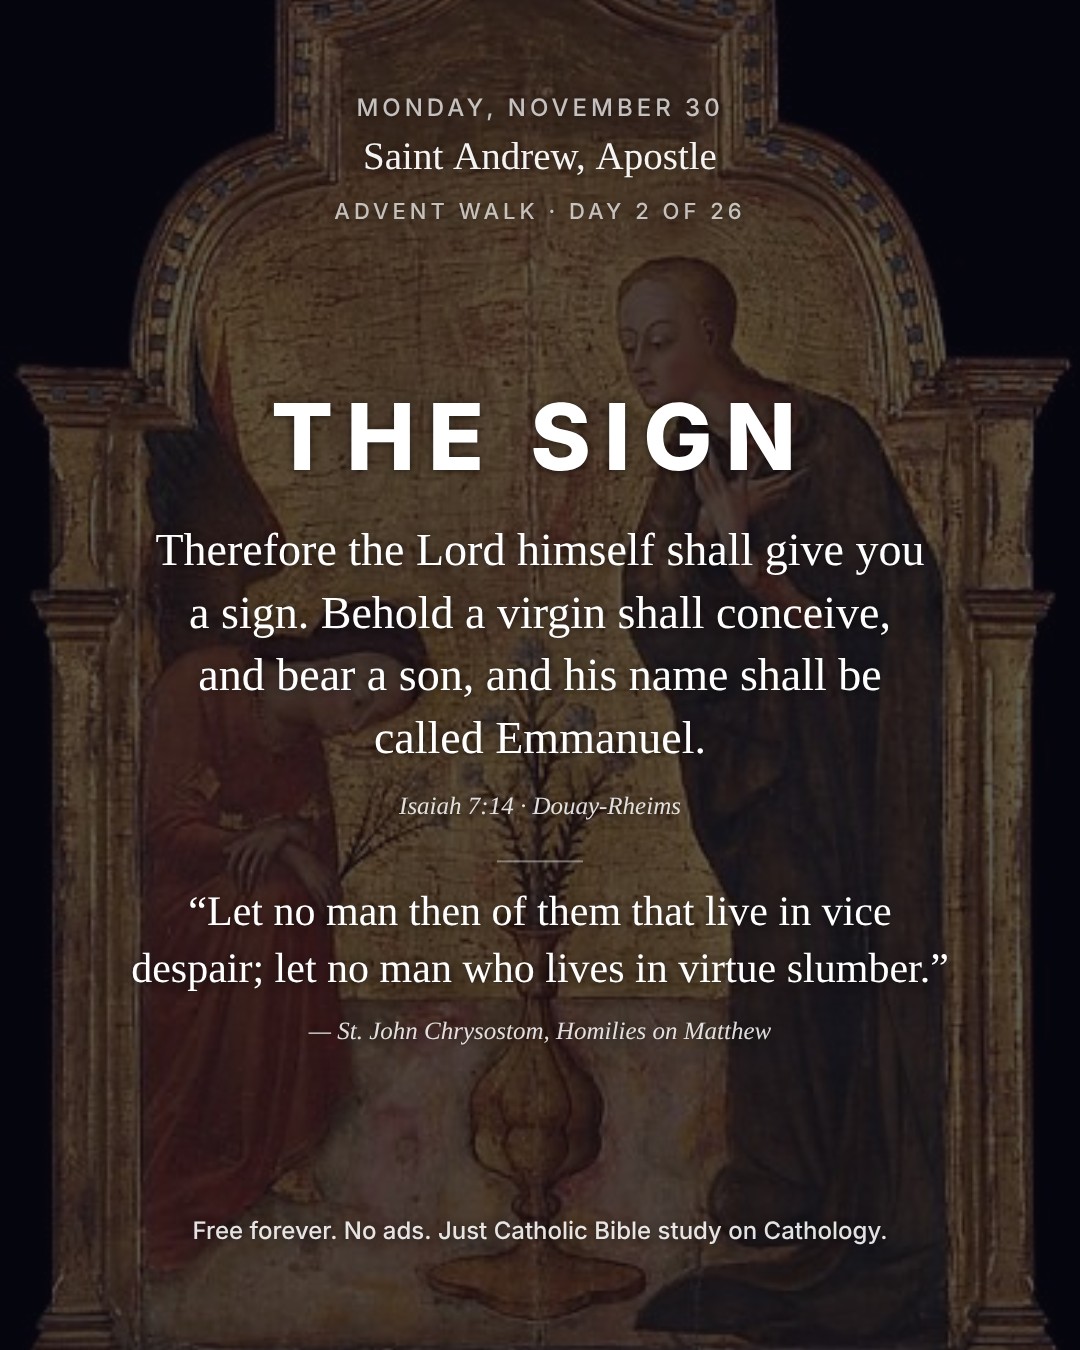 MONDAY, NOVEMBER 30
Saint Andrew, Apostle
ADVENT WALK · DAY 2 OF 26
THE SIGN
Therefore the Lord himself shall give you
a sign. Behold a virgin shall conceive,
and bear a son, and his name shall be
called Emmanuel.
Isaiah 7:14 · Douay-Rheims
“Let no man then of them that live in vice
despair; let no man who lives in virtue slumber.”
— St. John Chrysostom, Homilies on Matthew
Free forever. No ads. Just Catholic Bible study on Cathology.